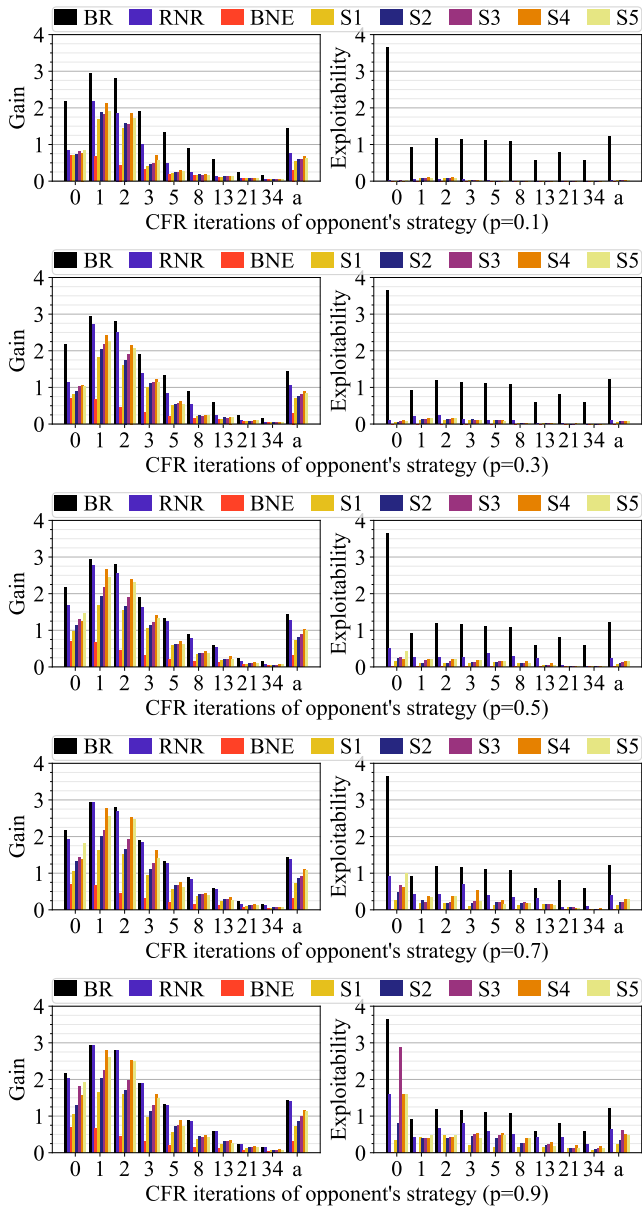 BR RNR BNE S1 S2 S3 S4 S5
Gain
4
3
2
1
0
0 1 2 3 5 8 13 21 34 a
Exploitability
4
3
2
1
0
0 1 2 3 5 8 13 21 34 a
CFR iterations of opponent's strategy (p=0.1)
BR RNR BNE S1 S2 S3 S4 S5
Gain
4
3
2
1
0
0 1 2 3 5 8 13 21 34 a
Exploitability
4
3
2
1
0
0 1 2 3 5 8 13 21 34 a
CFR iterations of opponent's strategy (p=0.3)
BR RNR BNE S1 S2 S3 S4 S5
Gain
4
3
2
1
0
0 1 2 3 5 8 13 21 34 a
Exploitability
4
3
2
1
0
0 1 2 3 5 8 13 21 34 a
CFR iterations of opponent's strategy (p=0.5)
BR RNR BNE S1 S2 S3 S4 S5
Gain
4
3
2
1
0
0 1 2 3 5 8 13 21 34 a
Exploitability
4
3
2
1
0
0 1 2 3 5 8 13 21 34 a
CFR iterations of opponent's strategy (p=0.7)
BR RNR BNE S1 S2 S3 S4 S5
Gain
4
3
2
1
0
0 1 2 3 5 8 13 21 34 a
Exploitability
4
3
2
1
0
0 1 2 3 5 8 13 21 34 a
CFR iterations of opponent's strategy (p=0.9)